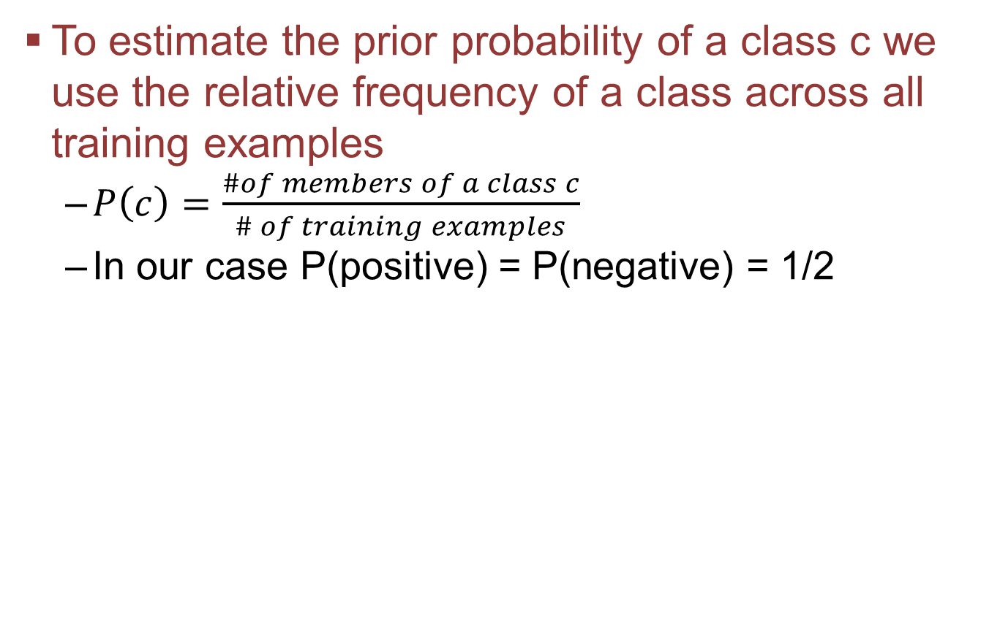 ▪ To estimate the prior probability of a class c we
use the relative frequency of a class across all
training examples
– P(c) = #of members of a class c / # of training examples
– In our case P(positive) = P(negative) = 1/2